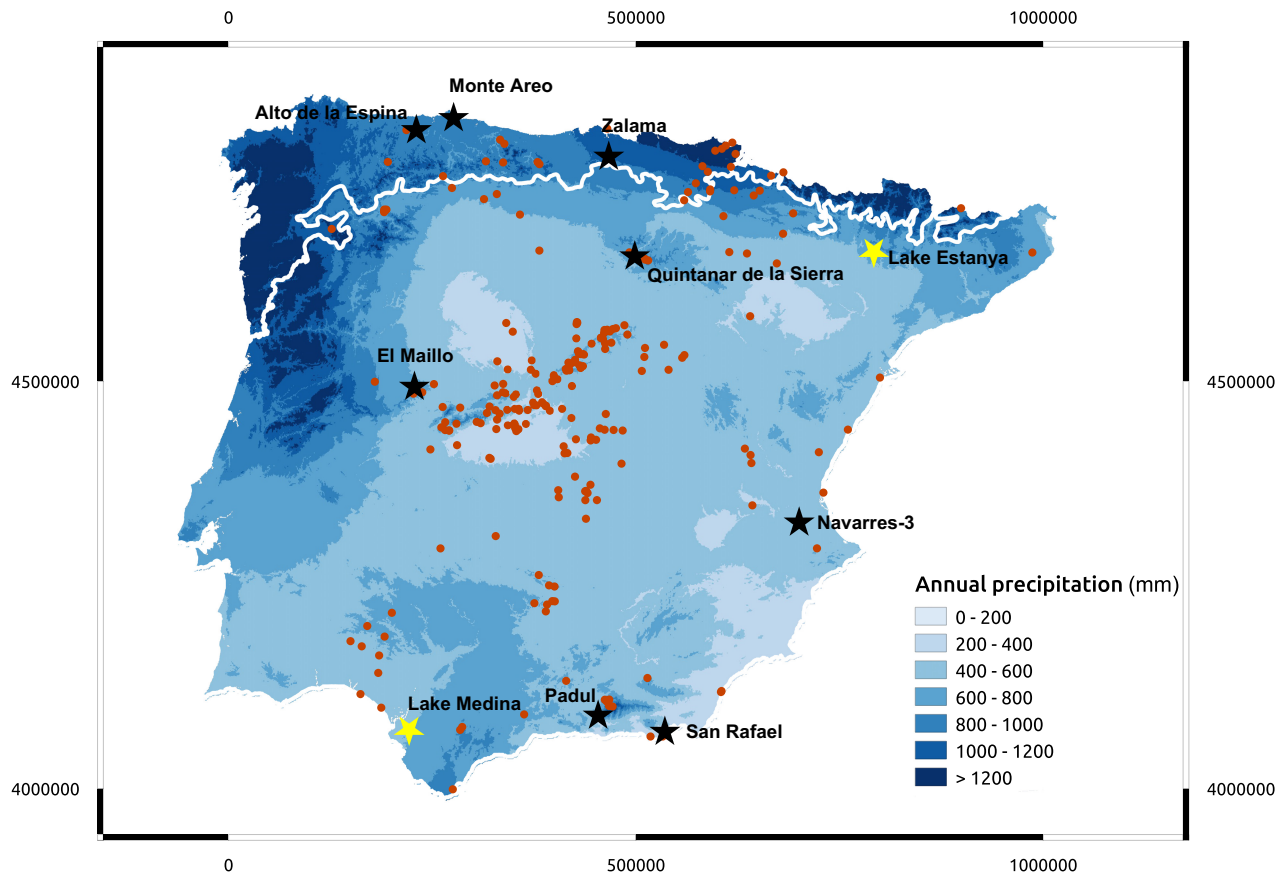 0 500000 1000000
Monte Areo
Alto de la Espina
Zalama
Lake Estanya
Quintanar de la Sierra
El Maillo
4500000 4500000
Navarres-3
Annual precipitation (mm)
0 - 200
200 - 400
400 - 600
600 - 800
800 - 1000
1000 - 1200
> 1200
Padul
Lake Medina
San Rafael
4000000 4000000
0 500000 1000000